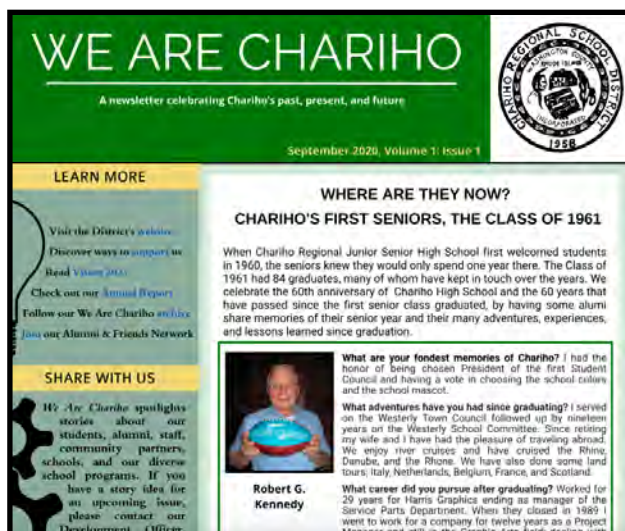 WE ARE CHARIHO
A newsletter celebrating Chariho's past, present, and future
September 2020, Volume 1: Issue 1
CHARIHO REGIONAL SCHOOL DISTRICT
WASHINGTON COUNTY
RHODE ISLAND
INCORPORATED
1958
LEARN MORE
Visit the District's website
Discover ways to support us
Read Vision
Check out our Annual Report
Follow our We Are Chariho archive
Join our Alumni & Friends Network
SHARE WITH US
We Are Chariho spotlights
stories about our
students, alumni, staff,
community partners,
schools, and our diverse
school programs. If you
have a story idea for
an upcoming issue,
please contact our
Development Officer
WHERE ARE THEY NOW?
CHARIHO'S FIRST SENIORS, THE CLASS OF 1961
When Chariho Regional Junior Senior High School first welcomed students
in 1960, the seniors knew they would only spend one year there. The Class of
1961 had 84 graduates, many of whom have kept in touch over the years. We
celebrate the 60th anniversary of Chariho High School and the 60 years that
have passed since the first senior class graduated, by having some alumi
share memories of their senior year and their many adventures, experiences,
and lessons learned since graduation.
Robert G.
Kennedy
What are your fondest memories of Chariho? I had the
honor of being chosen President of the first Student
Council and having a vote in choosing the school colors
and the school mascot.
What adventures have you had since graduating? I served
on the Westerly Town Council followed up by nineteen
years on the Westerly School Committee. Since retiring
my wife and I have had the pleasure of traveling abroad.
We enjoy river cruises and have cruised the Rhine,
Danube, and the Rhone. We have also done some land
tours; Italy, Netherlands, Belgium, France, and Scotland.
What career did you pursue after graduating? Worked for
29 years for Harris Graphics ending as manager of the
Service Parts Department. When they closed in 1989 I
went to work for a company for twelve years as a Project